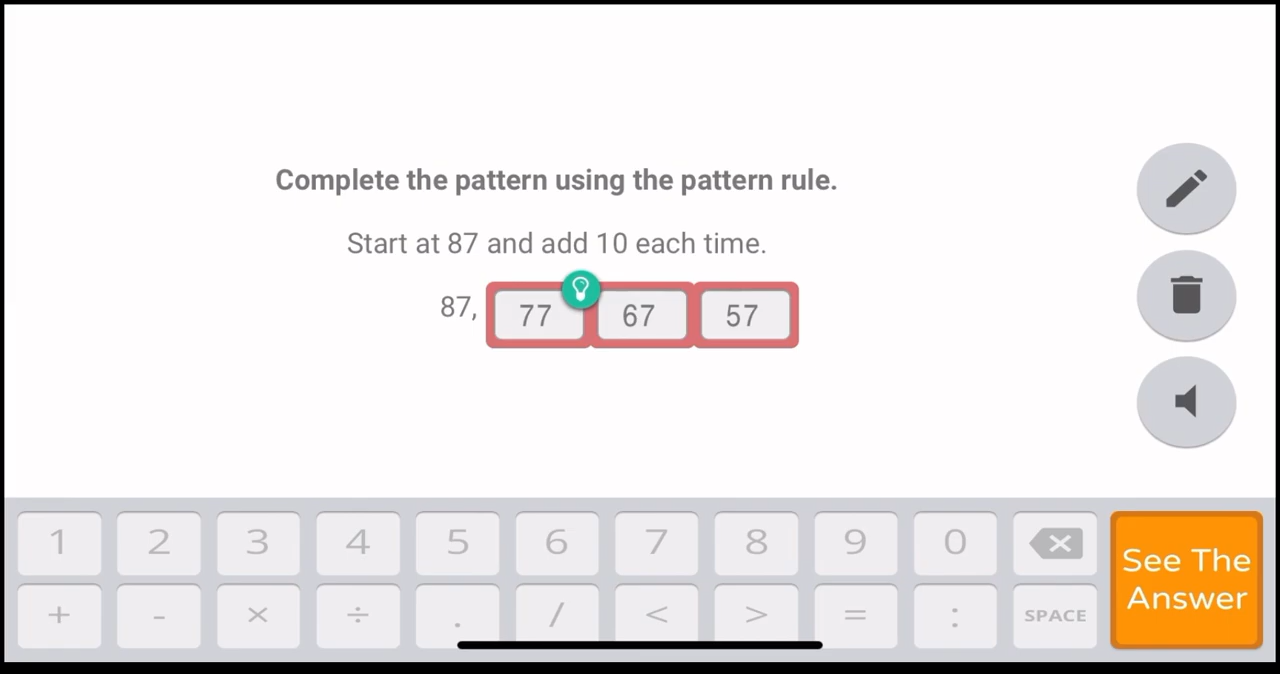 Complete the pattern using the pattern rule.
Start at 87 and add 10 each time.
87, 77 67 57
1 2 3 4 5 6 7 8 9 0
See The
Answer
+ - × ÷ . / < > = : SPACE